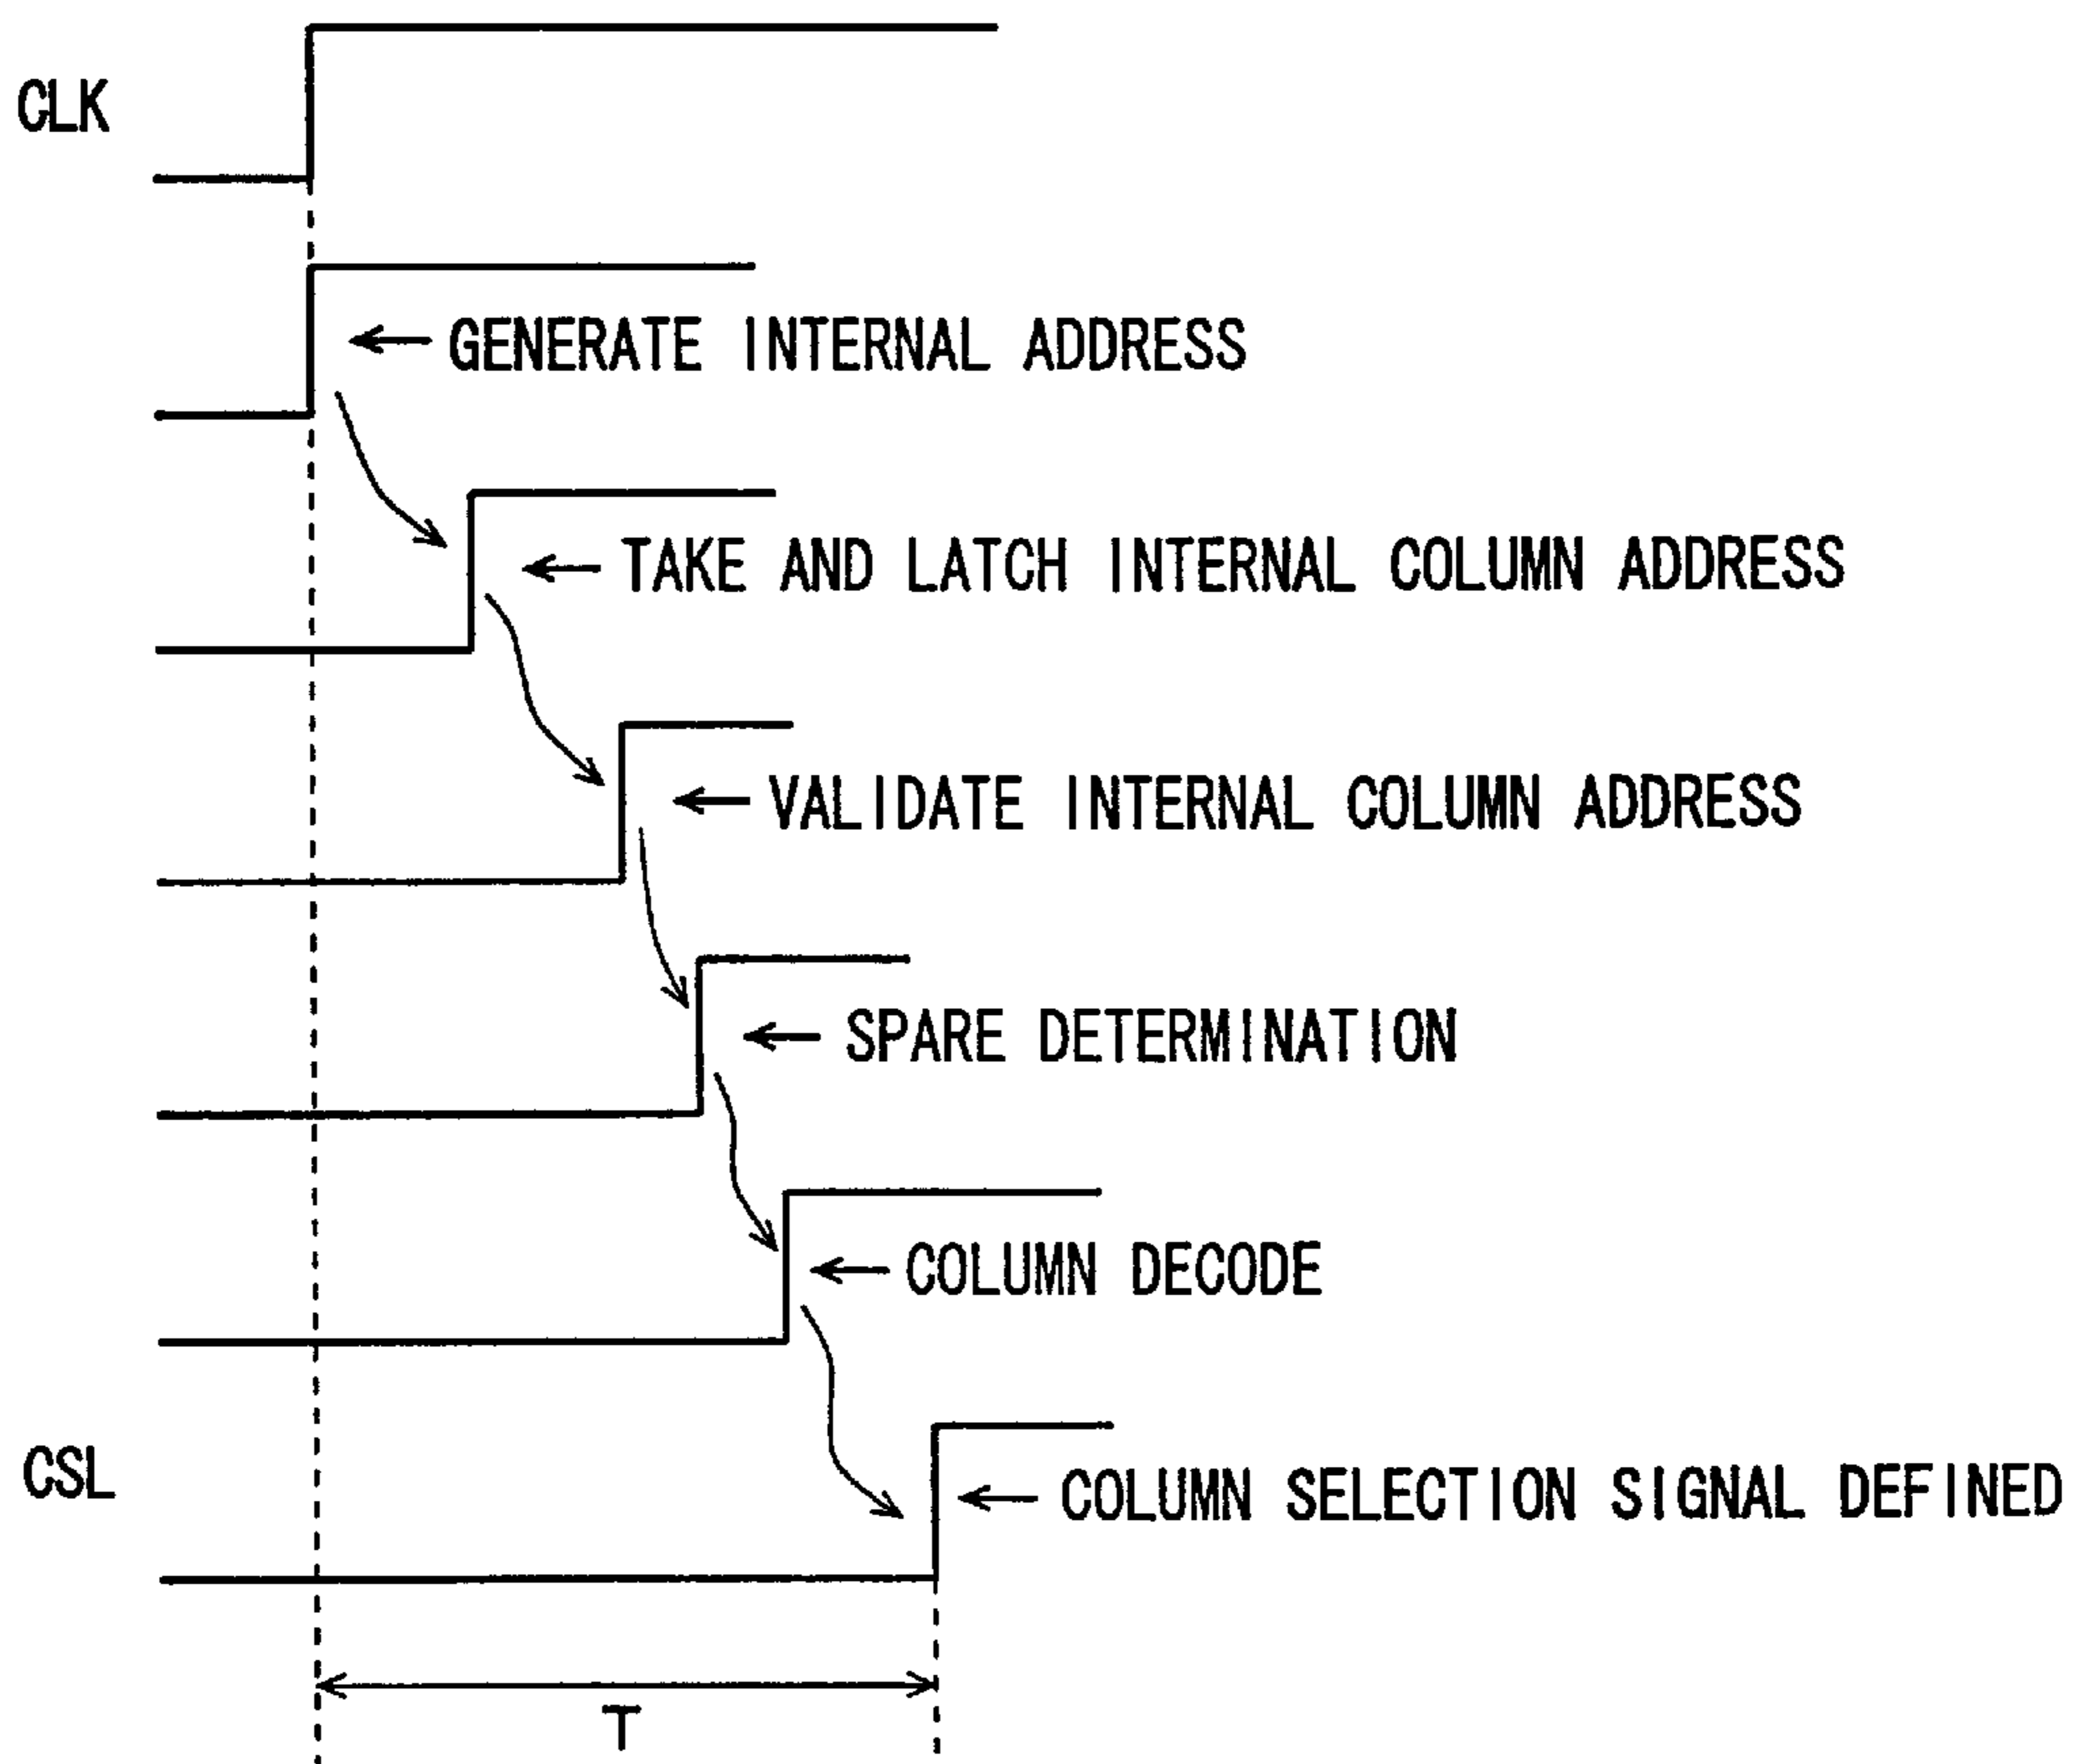 CLK
GENERATE INTERNAL ADDRESS
TAKE AND LATCH INTERNAL COLUMN ADDRESS
VALIDATE INTERNAL COLUMN ADDRESS
SPARE DETERMINATION
COLUMN DECODE
CSL
COLUMN SELECTION SIGNAL DEFINED
T